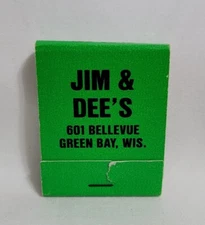 JIM &
DEE'S
601 BELLEVUE
GREEN BAY, WIS.